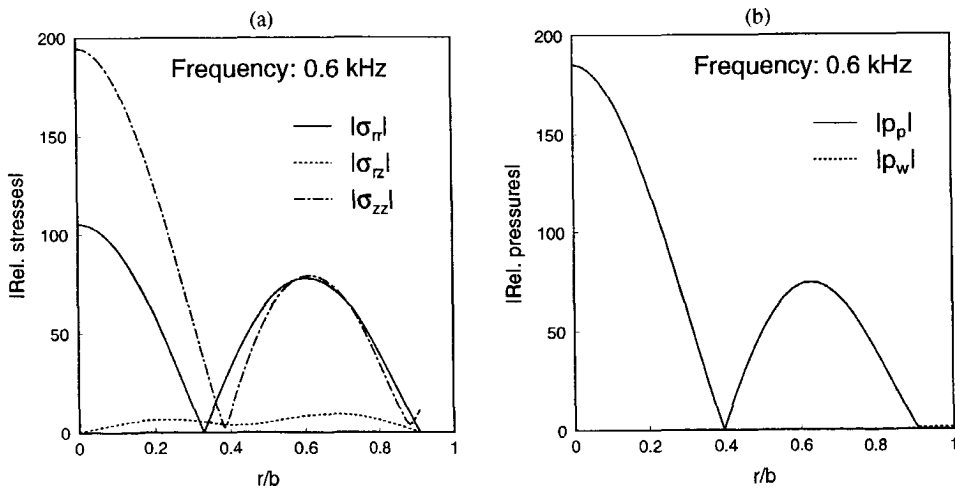 (a)
200
150
100
50
0
|Rel. stresses|
Frequency: 0.6 kHz
|σrr|
|σrz|
|σzz|
0 0.2 0.4 0.6 0.8 1
r/b
(b)
200
150
100
50
0
|Rel. pressures|
Frequency: 0.6 kHz
|pp|
|pw|
0 0.2 0.4 0.6 0.8 1
r/b